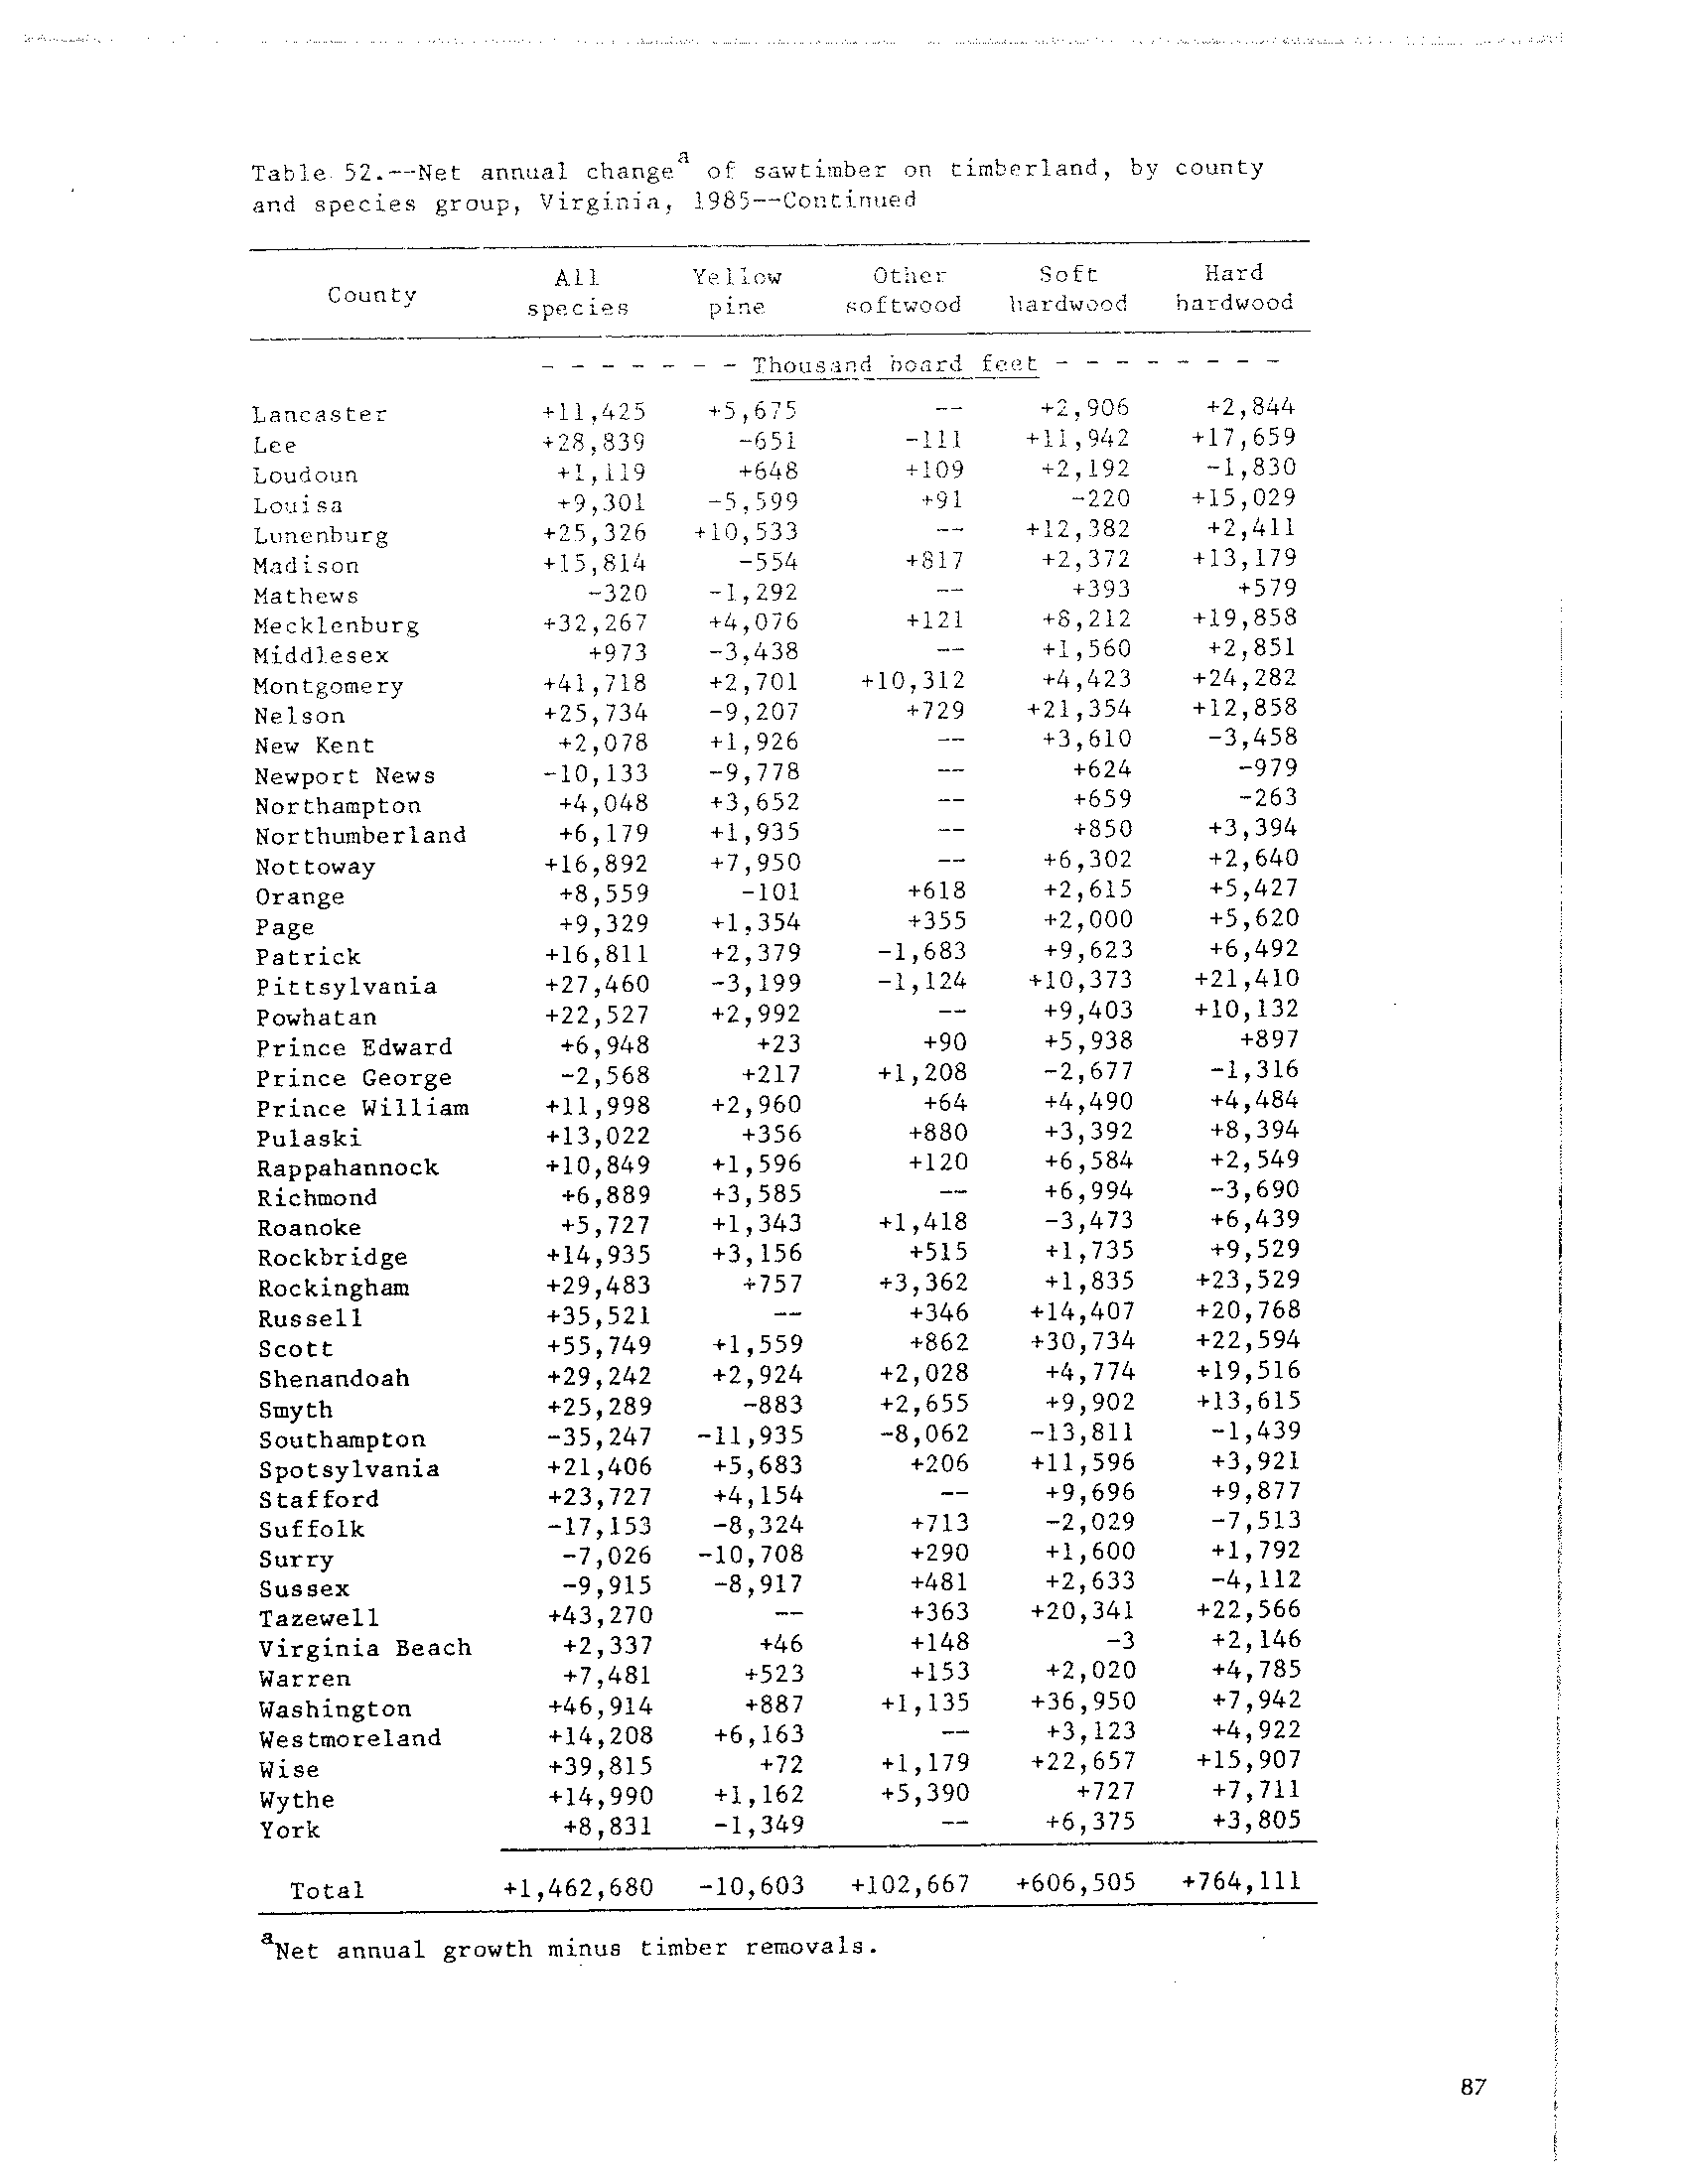 Table 52.--Net annual change^a of sawtimber on timberland, by county
and species group, Virginia, 1985--Continued
County All species Yellow pine Other softwood Soft hardwood Hard hardwood
- - - - - - - Thousand board feet - - - - - - - -
Lancaster +11,425 +5,675 -- +2,906 +2,844
Lee +28,839 -651 -111 +11,942 +17,659
Loudoun +1,119 +648 +109 +2,192 -1,830
Louisa +9,301 -5,599 +91 -220 +15,029
Lunenburg +25,326 +10,533 -- +12,382 +2,411
Madison +15,814 -554 +817 +2,372 +13,179
Mathews -320 -1,292 -- +393 +579
Mecklenburg +32,267 +4,076 +121 +8,212 +19,858
Middlesex +973 -3,438 -- +1,560 +2,851
Montgomery +41,718 +2,701 +10,312 +4,423 +24,282
Nelson +25,734 -9,207 +729 +21,354 +12,858
New Kent +2,078 +1,926 -- +3,610 -3,458
Newport News -10,133 -9,778 -- +624 -979
Northampton +4,048 +3,652 -- +659 -263
Northumberland +6,179 +1,935 -- +850 +3,394
Nottoway +16,892 +7,950 -- +6,302 +2,640
Orange +8,559 -101 +618 +2,615 +5,427
Page +9,329 +1,354 +355 +2,000 +5,620
Patrick +16,811 +2,379 -1,683 +9,623 +6,492
Pittsylvania +27,460 -3,199 -1,124 +10,373 +21,410
Powhatan +22,527 +2,992 -- +9,403 +10,132
Prince Edward +6,948 +23 +90 +5,938 +897
Prince George -2,568 +217 +1,208 -2,677 -1,316
Prince William +11,998 +2,960 +64 +4,490 +4,484
Pulaski +13,022 +356 +880 +3,392 +8,394
Rappahannock +10,849 +1,596 +120 +6,584 +2,549
Richmond +6,889 +3,585 -- +6,994 -3,690
Roanoke +5,727 +1,343 +1,418 -3,473 +6,439
Rockbridge +14,935 +3,156 +515 +1,735 +9,529
Rockingham +29,483 +757 +3,362 +1,835 +23,529
Russell +35,521 -- +346 +14,407 +20,768
Scott +55,749 +1,559 +862 +30,734 +22,594
Shenandoah +29,242 +2,924 +2,028 +4,774 +19,516
Smyth +25,289 -883 +2,655 +9,902 +13,615
Southampton -35,247 -11,935 -8,062 -13,811 -1,439
Spotsylvania +21,406 +5,683 +206 +11,596 +3,921
Stafford +23,727 +4,154 -- +9,696 +9,877
Suffolk -17,153 -8,324 +713 -2,029 -7,513
Surry -7,026 -10,708 +290 +1,600 +1,792
Sussex -9,915 -8,917 +481 +2,633 -4,112
Tazewell +43,270 -- +363 +20,341 +22,566
Virginia Beach +2,337 +46 +148 -3 +2,146
Warren +7,481 +523 +153 +2,020 +4,785
Washington +46,914 +887 +1,135 +36,950 +7,942
Westmoreland +14,208 +6,163 -- +3,123 +4,922
Wise +39,815 +72 +1,179 +22,657 +15,907
Wythe +14,990 +1,162 +5,390 +727 +7,711
York +8,831 -1,349 -- +6,375 +3,805
Total +1,462,680 -10,603 +102,667 +606,505 +764,111
^aNet annual growth minus timber removals.
87